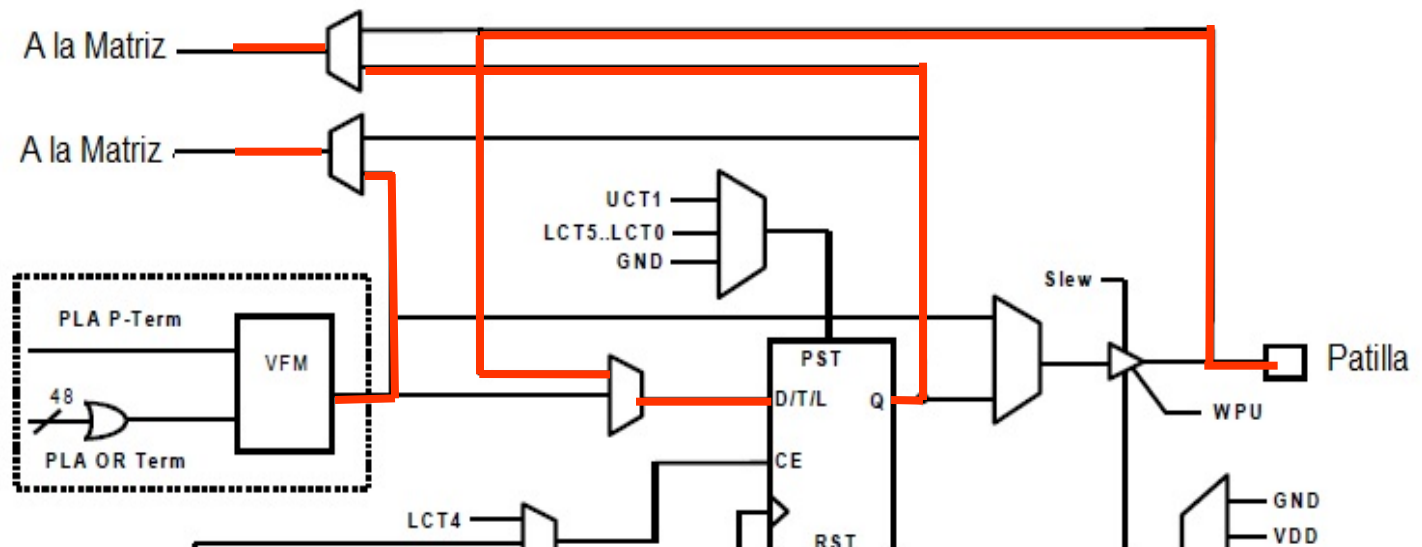 A la Matriz
A la Matriz
UCT1
LCT5..LCT0
GND
Slew
PLA P-Term
VFM
PST
Patilla
48
D/T/L
Q
WPU
PLA OR Term
CE
LCT4
GND
VDD
RST